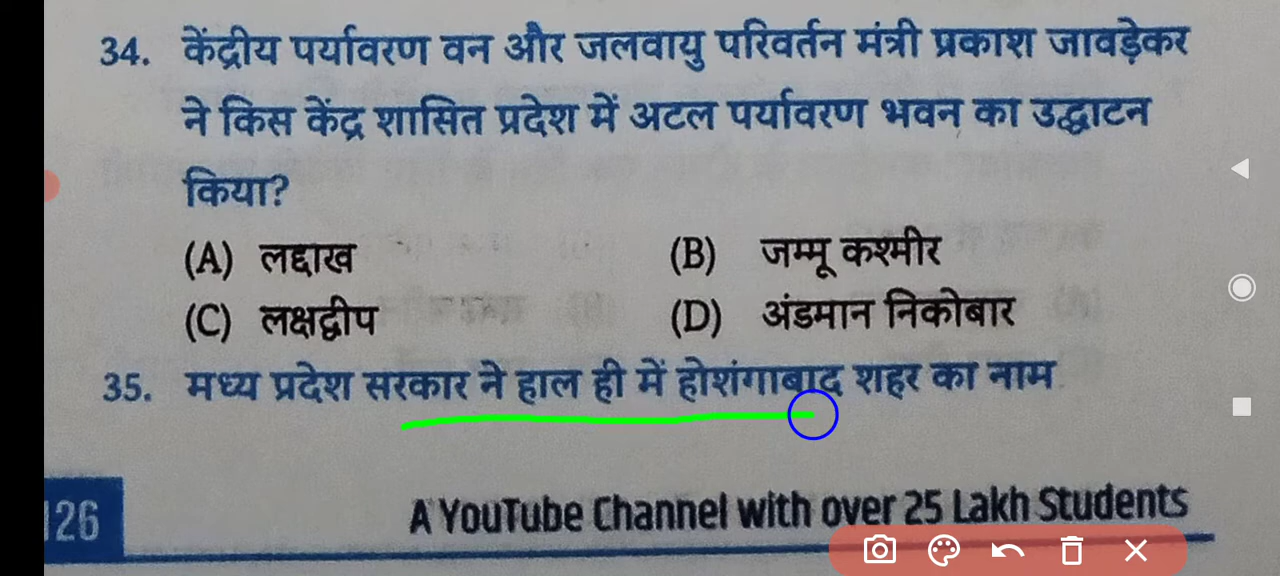 34. केंद्रीय पर्यावरण वन और जलवायु परिवर्तन मंत्री प्रकाश जावड़ेकर
ने किस केंद्र शासित प्रदेश में अटल पर्यावरण भवन का उद्घाटन
किया?
(A) लद्दाख (B) जम्मू कश्मीर
(C) लक्षद्वीप (D) अंडमान निकोबार
35. मध्य प्रदेश सरकार ने हाल ही में होशंगाबाद शहर का नाम
126 A YouTube Channel with over 25 Lakh Students